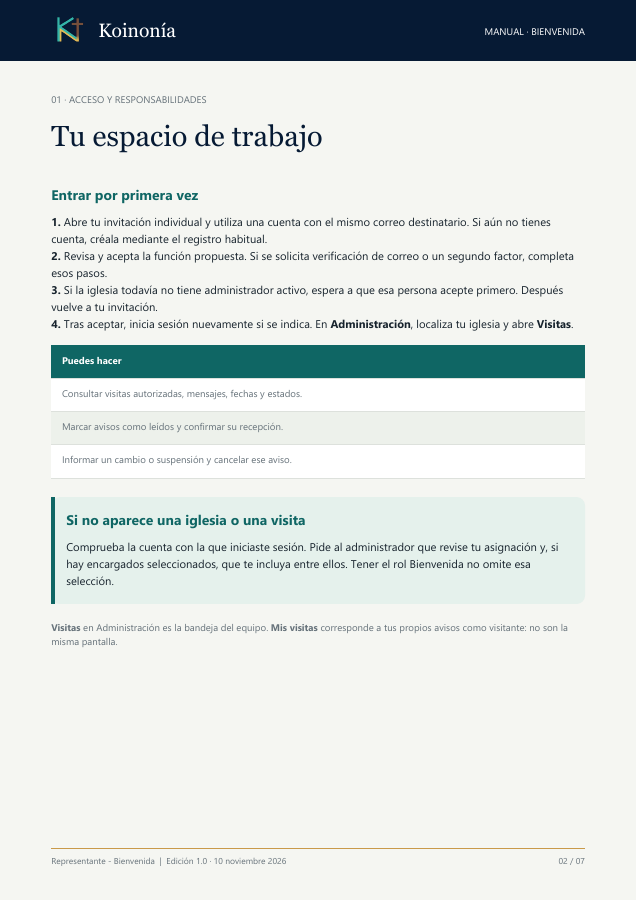 Koinonía
MANUAL · BIENVENIDA
01 · ACCESO Y RESPONSABILIDADES
Tu espacio de trabajo
Entrar por primera vez
1. Abre tu invitación individual y utiliza una cuenta con el mismo correo destinatario. Si aún no tienes
cuenta, créala mediante el registro habitual.
2. Revisa y acepta la función propuesta. Si se solicita verificación de correo o un segundo factor, completa
esos pasos.
3. Si la iglesia todavía no tiene administrador activo, espera a que esa persona acepte primero. Después
vuelve a tu invitación.
4. Tras aceptar, inicia sesión nuevamente si se indica. En Administración, localiza tu iglesia y abre Visitas.
Puedes hacer
Consultar visitas autorizadas, mensajes, fechas y estados.
Marcar avisos como leídos y confirmar su recepción.
Informar un cambio o suspensión y cancelar ese aviso.
Si no aparece una iglesia o una visita
Comprueba la cuenta con la que iniciaste sesión. Pide al administrador que revise tu asignación y, si
hay encargados seleccionados, que te incluya entre ellos. Tener el rol Bienvenida no omite esa
selección.
Visitas en Administración es la bandeja del equipo. Mis visitas corresponde a tus propios avisos como visitante: no son la
misma pantalla.
Representante - Bienvenida | Edición 1.0 · 10 noviembre 2026
02 / 07